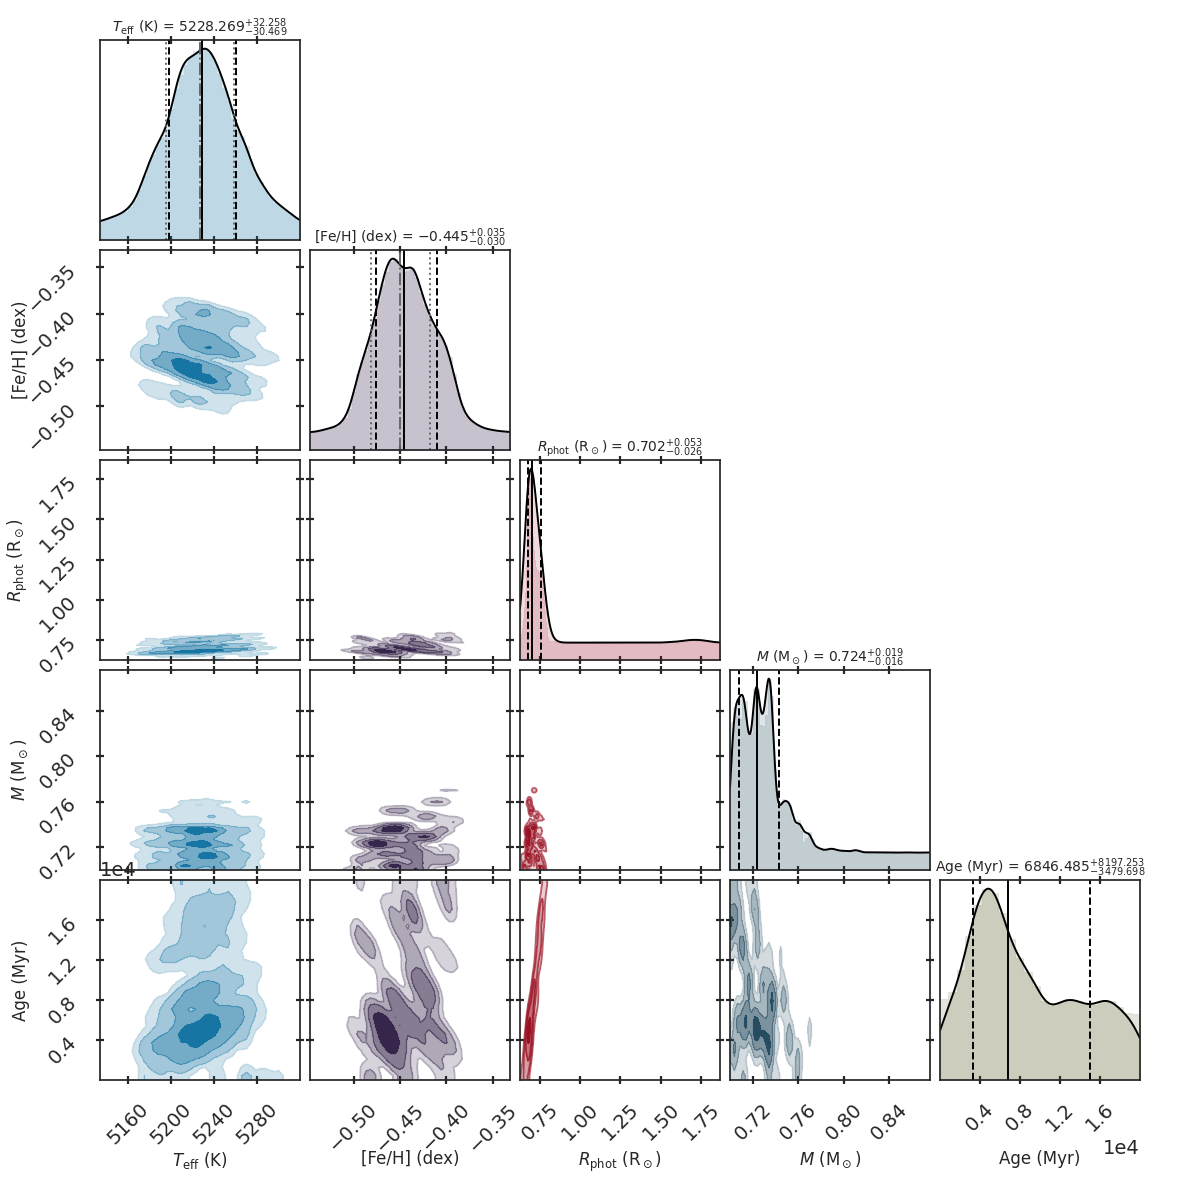 T_eff (K) = 5228.269^{+32.258}_{−30.469}
[Fe/H] (dex) = −0.445^{+0.035}_{−0.030}
−0.35
−0.40
−0.45
−0.50
[Fe/H] (dex)
R_phot (R_⊙) = 0.702^{+0.053}_{−0.026}
1.75
1.50
1.25
1.00
0.75
R_phot (R_⊙)
M (M_⊙) = 0.724^{+0.019}_{−0.016}
0.84
0.80
0.76
0.72
M (M_⊙)
1e4
Age (Myr) = 6846.485^{+8197.253}_{−3479.698}
1.6
1.2
0.8
0.4
Age (Myr)
5160 5200 5240 5280
T_eff (K)
−0.50 −0.45 −0.40 −0.35
[Fe/H] (dex)
0.75 1.00 1.25 1.50 1.75
R_phot (R_⊙)
0.72 0.76 0.80 0.84
M (M_⊙)
0.4 0.8 1.2 1.6
1e4
Age (Myr)